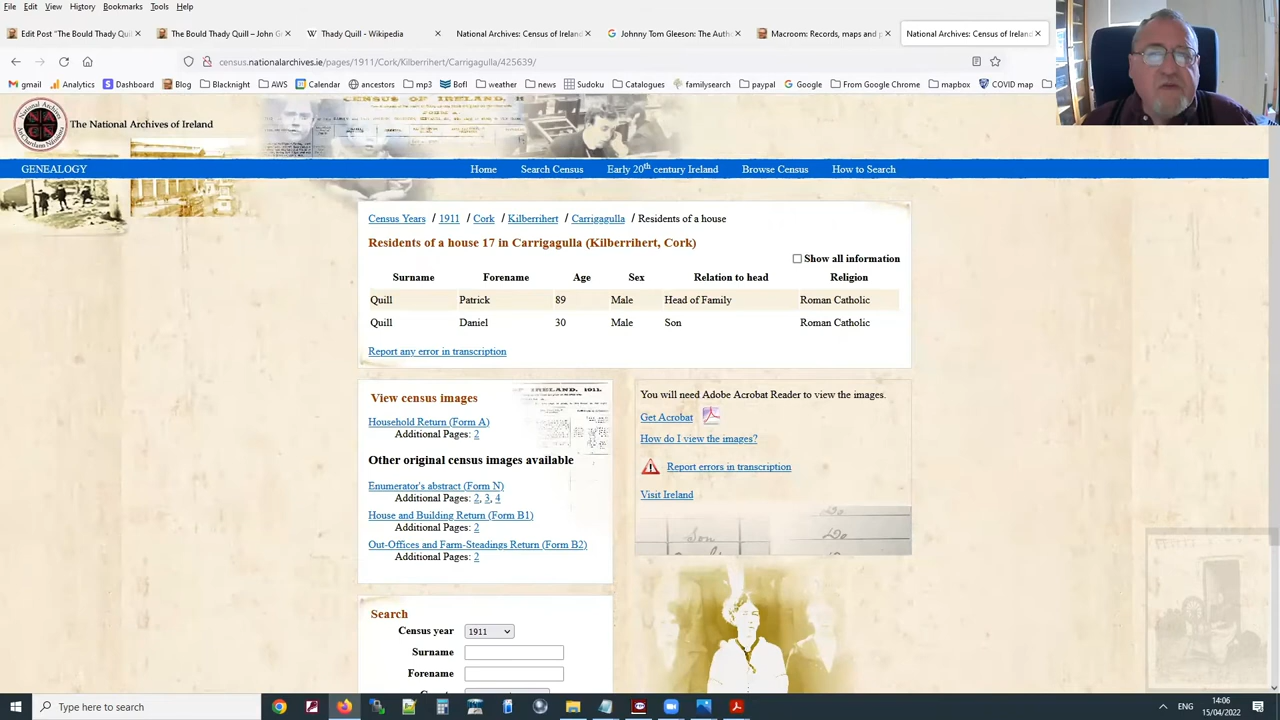 File Edit View History Bookmarks Tools Help
Edit Post "The Bould Thady Qui
The Bould Thady Quill – John G
Thady Quill - Wikipedia
National Archives: Census of Ireland
Johnny Tom Gleeson: The Autho
Macroom: Records, maps and p
National Archives: Census of Irelan
census.nationalarchives.ie/pages/1911/Cork/Kilberrihert/Carrigagulla/425639/
gmail Analytics Dashboard Blog Blacknight AWS Calendar ancestors mp3 BofI weather news Sudoku Catalogues familysearch paypal Google From Google Chrome mapbox COVID map
The National Archives of Ireland
GENEALOGY Home Search Census Early 20th century Ireland Browse Census How to Search
Census Years / 1911 / Cork / Kilberrihert / Carrigagulla / Residents of a house
Residents of a house 17 in Carrigagulla (Kilberrihert, Cork)
Show all information
Surname Forename Age Sex Relation to head Religion
Quill Patrick 89 Male Head of Family Roman Catholic
Quill Daniel 30 Male Son Roman Catholic
Report any error in transcription
View census images
Household Return (Form A)
Additional Pages: 2
Other original census images available
Enumerator's abstract (Form N)
Additional Pages: 2, 3, 4
House and Building Return (Form B1)
Additional Pages: 2
Out-Offices and Farm-Steadings Return (Form B2)
Additional Pages: 2
You will need Adobe Acrobat Reader to view the images.
Get Acrobat
How do I view the images?
Report errors in transcription
Visit Ireland
Son
Search
Census year 1911
Surname
Forename
Type here to search
ENG
14:06
15/04/2022